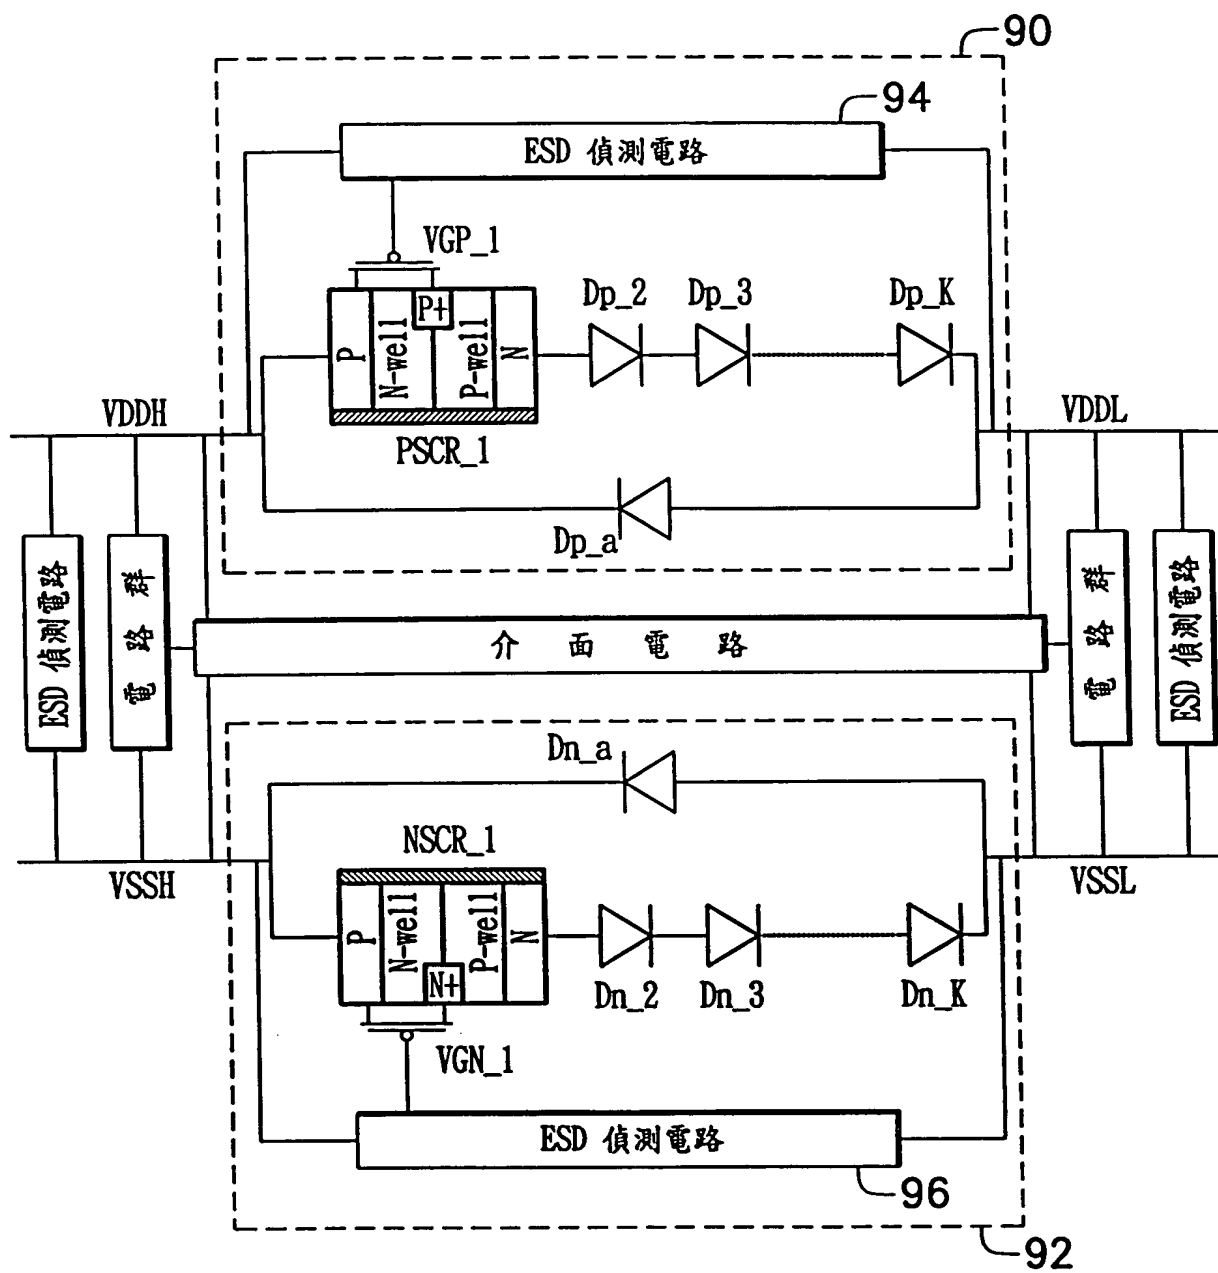 90
94
ESD 偵測電路
VGP_1
Dp_2
Dp_3
Dp_K
P
N-well
P+
P-well
N
VDDH
VDDL
PSCR_1
Dp_a
ESD 偵測電路
電路群
介面電路
電路群
ESD 偵測電路
Dn_a
NSCR_1
VSSH
VSSL
P
N-well
N+
P-well
N
Dn_2
Dn_3
Dn_K
VGN_1
ESD 偵測電路
96
92